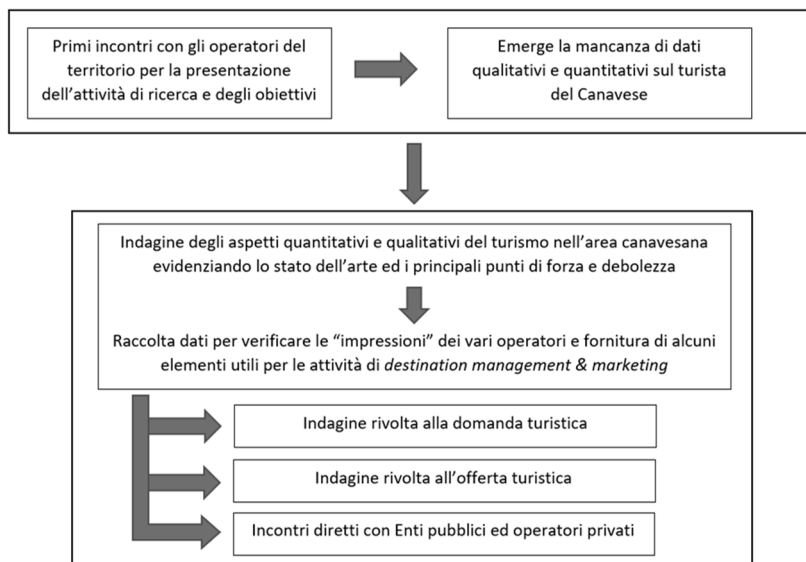 Primi incontri con gli operatori del
territorio per la presentazione
dell'attività di ricerca e degli obiettivi
Emerge la mancanza di dati
qualitativi e quantitativi sul turista
del Canavese
Indagine degli aspetti quantitativi e qualitativi del turismo nell'area canavesana
evidenziando lo stato dell'arte ed i principali punti di forza e debolezza
Raccolta dati per verificare le “impressioni” dei vari operatori e fornitura di alcuni
elementi utili per le attività di destination management & marketing
Indagine rivolta alla domanda turistica
Indagine rivolta all'offerta turistica
Incontri diretti con Enti pubblici ed operatori privati